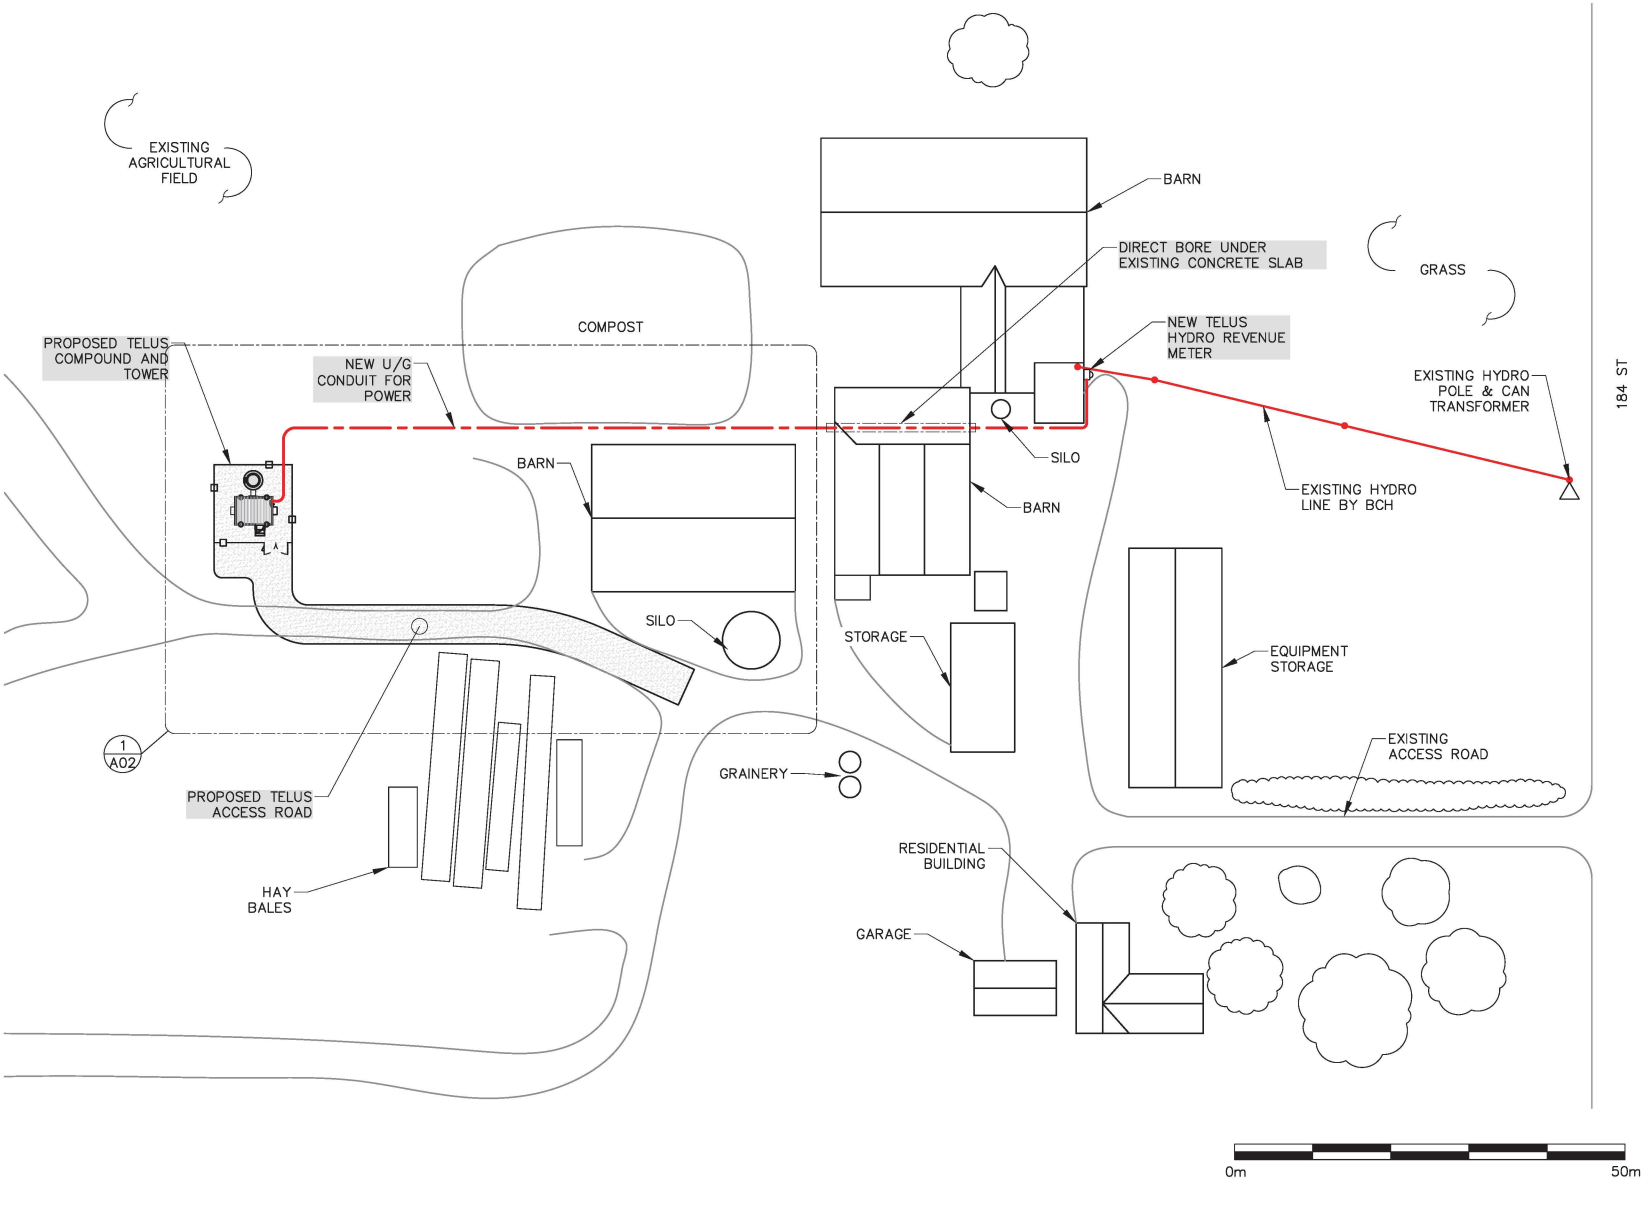 EXISTING
AGRICULTURAL
FIELD
BARN
DIRECT BORE UNDER
EXISTING CONCRETE SLAB
GRASS
COMPOST
NEW TELUS
HYDRO REVENUE
METER
PROPOSED TELUS
COMPOUND AND
TOWER
NEW U/G
CONDUIT FOR
POWER
EXISTING HYDRO
POLE & CAN
TRANSFORMER
184 ST
BARN
SILO
EXISTING HYDRO
LINE BY BCH
BARN
SILO
STORAGE
EQUIPMENT
STORAGE
1
A02
EXISTING
ACCESS ROAD
GRAINERY
PROPOSED TELUS
ACCESS ROAD
RESIDENTIAL
BUILDING
HAY
BALES
GARAGE
0m
50m